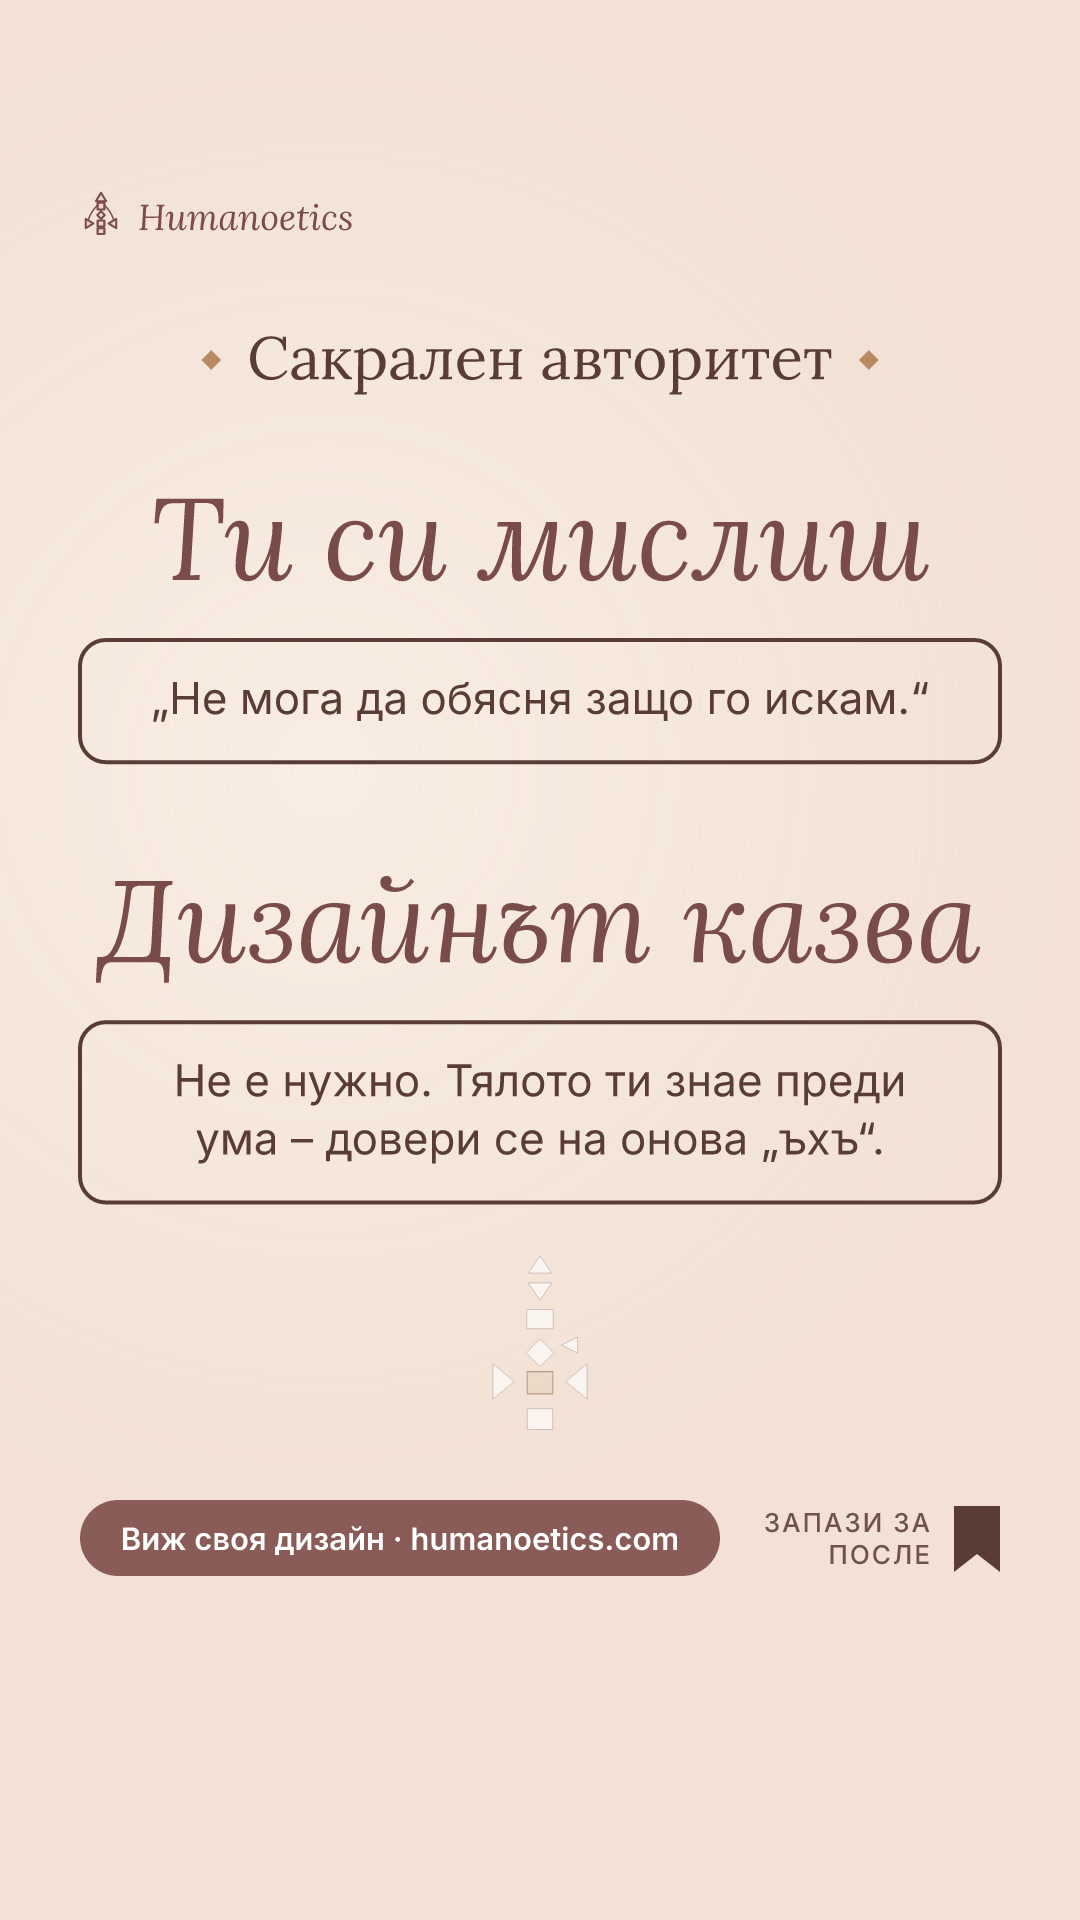 Humanoetics
Сакрален авторитет
Ти си мислиш
„Не мога да обясня защо го искам.“
Дизайнът казва
Не е нужно. Тялото ти знае преди
ума – довери се на онова „ъхъ“.
Виж своя дизайн · humanoetics.com
ЗАПАЗИ ЗА
ПОСЛЕ